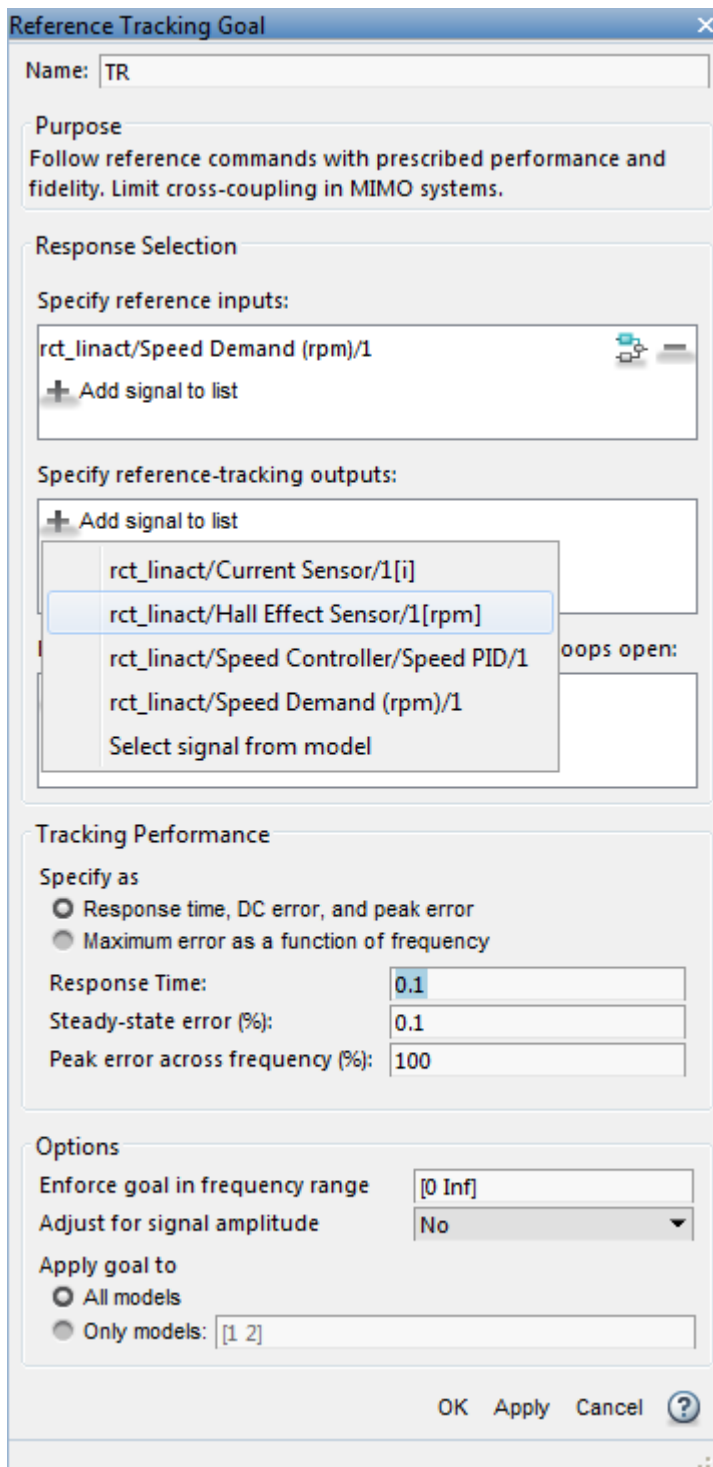 Reference Tracking Goal
Name: TR
Purpose
Follow reference commands with prescribed performance and
fidelity. Limit cross-coupling in MIMO systems.
Response Selection
Specify reference inputs:
rct_linact/Speed Demand (rpm)/1
Add signal to list
Specify reference-tracking outputs:
Add signal to list
rct_linact/Current Sensor/1[i]
rct_linact/Hall Effect Sensor/1[rpm]
rct_linact/Speed Controller/Speed PID/1 oops open:
rct_linact/Speed Demand (rpm)/1
Select signal from model
Tracking Performance
Specify as
Response time, DC error, and peak error
Maximum error as a function of frequency
Response Time: 0.1
Steady-state error (%): 0.1
Peak error across frequency (%): 100
Options
Enforce goal in frequency range [0 Inf]
Adjust for signal amplitude No
Apply goal to
All models
Only models: [1 2]
OK Apply Cancel ?